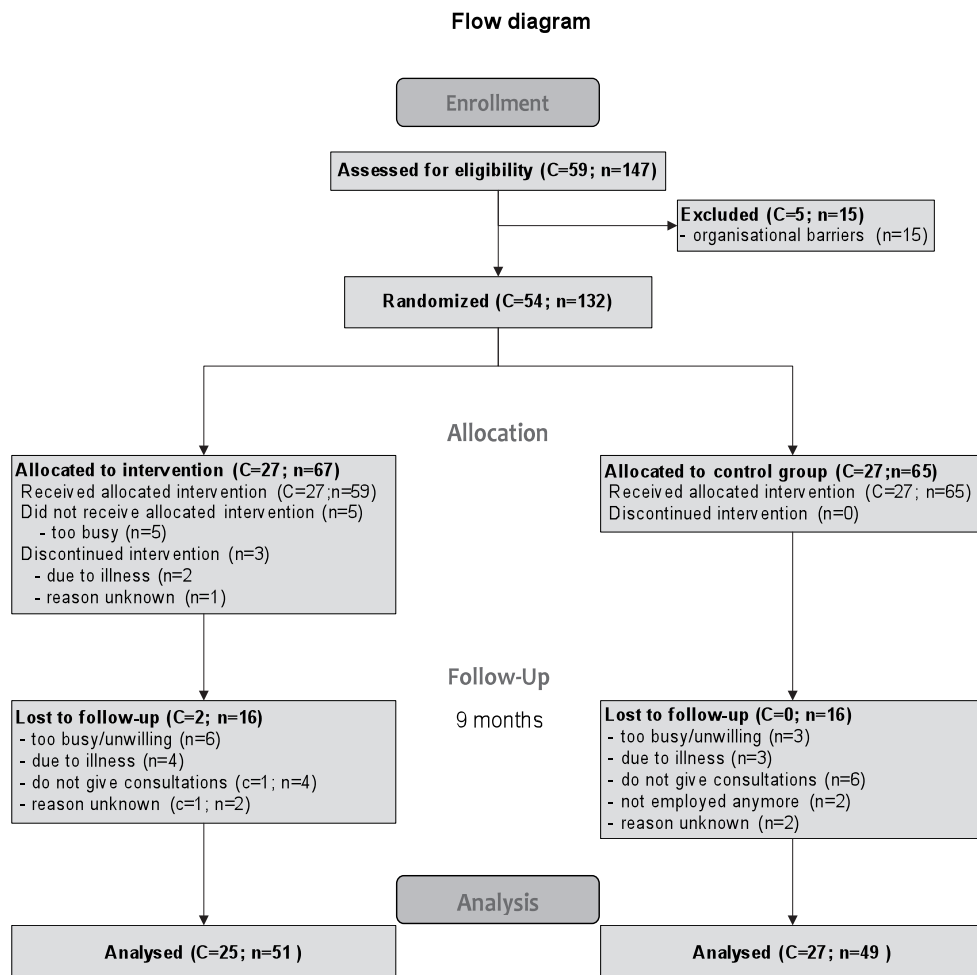 Flow diagram
Enrollment
Assessed for eligibility (C=59; n=147)
Excluded (C=5; n=15)
- organisational barriers (n=15)
Randomized (C=54; n=132)
Allocation
Allocated to intervention (C=27; n=67)
Received allocated intervention (C=27;n=59)
Did not receive allocated intervention (n=5)
- too busy (n=5)
Discontinued intervention (n=3)
- due to illness (n=2
- reason unknown (n=1)
Allocated to control group (C=27;n=65)
Received allocated intervention (C=27; n=65)
Discontinued intervention (n=0)
Follow-Up
9 months
Lost to follow-up (C=2; n=16)
- too busy/unwilling (n=6)
- due to illness (n=4)
- do not give consultations (c=1; n=4)
- reason unknown (c=1; n=2)
Lost to follow-up (C=0; n=16)
- too busy/unwilling (n=3)
- due to illness (n=3)
- do not give consultations (n=6)
- not employed anymore (n=2)
- reason unknown (n=2)
Analysis
Analysed (C=25; n=51 )
Analysed (C=27; n=49 )